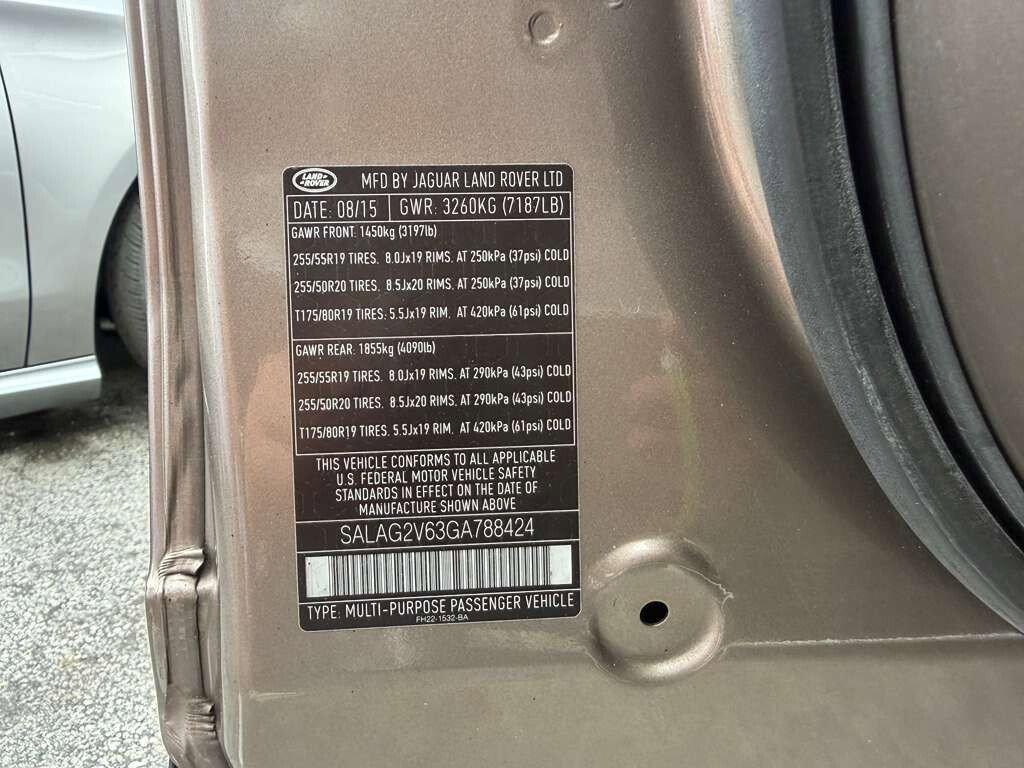 LAND
ROVER
MFD BY JAGUAR LAND ROVER LTD
DATE: 08/15 GWR: 3260KG (7187LB)
GAWR FRONT: 1450kg (3197lb)
255/55R19 TIRES. 8.0Jx19 RIMS. AT 250kPa (37psi) COLD
255/50R20 TIRES. 8.5Jx20 RIMS. AT 250kPa (37psi) COLD
T175/80R19 TIRES: 5.5Jx19 RIM. AT 420kPa (61psi) COLD
GAWR REAR: 1855kg (4090lb)
255/55R19 TIRES. 8.0Jx19 RIMS. AT 290kPa (43psi) COLD
255/50R20 TIRES. 8.5Jx20 RIMS. AT 290kPa (43psi) COLD
T175/80R19 TIRES. 5.5Jx19 RIM. AT 420kPa (61psi) COLD
THIS VEHICLE CONFORMS TO ALL APPLICABLE
U.S. FEDERAL MOTOR VEHICLE SAFETY
STANDARDS IN EFFECT ON THE DATE OF
MANUFACTURE SHOWN ABOVE
SALAG2V63GA788424
TYPE: MULTI-PURPOSE PASSENGER VEHICLE
FH22-1532-BA